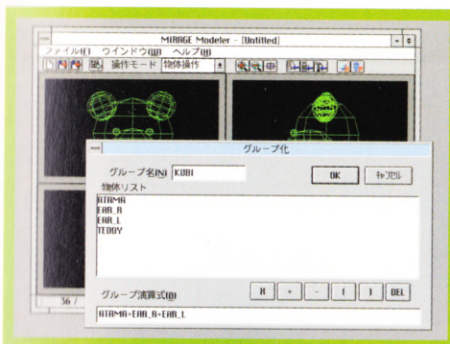 MIRAGE Modeler - [Untitled]
ファイル(F) ウインドウ(W) ヘルプ(H)
操作モード 物体操作
グループ化
グループ名(N) KUBI
OK
キャンセル
物体リスト
ATAMA
EAR_R
EAR_L
TEDDY
グループ演算式(O)
+ - ( ) DEL
36 /
ATAMA+EAR_R+EAR_L